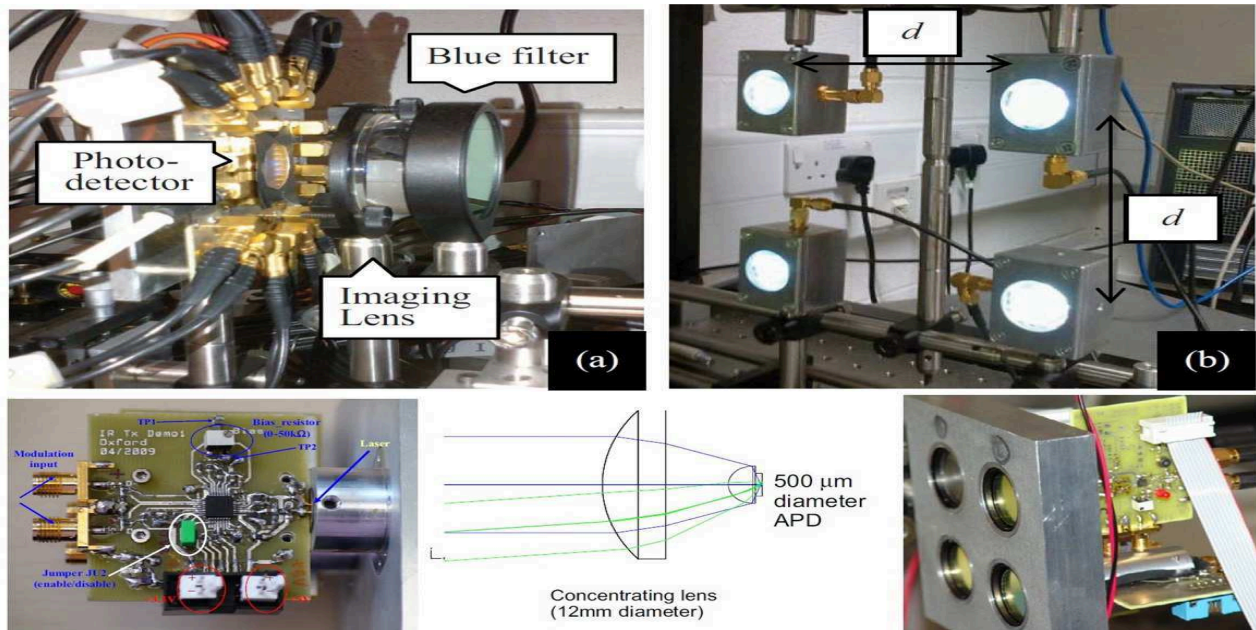 Blue filter
Photo-
detector
Imaging
Lens
(a)
d
d
(b)
TP1
Bias_resistor
(0~50kΩ)
TP2
IR Tx Demo1
Oxford
04/2009
Laser
Modulation
input
Jumper JU2
(enable/disable)
500 µm
diameter
APD
Concentrating lens
(12mm diameter)